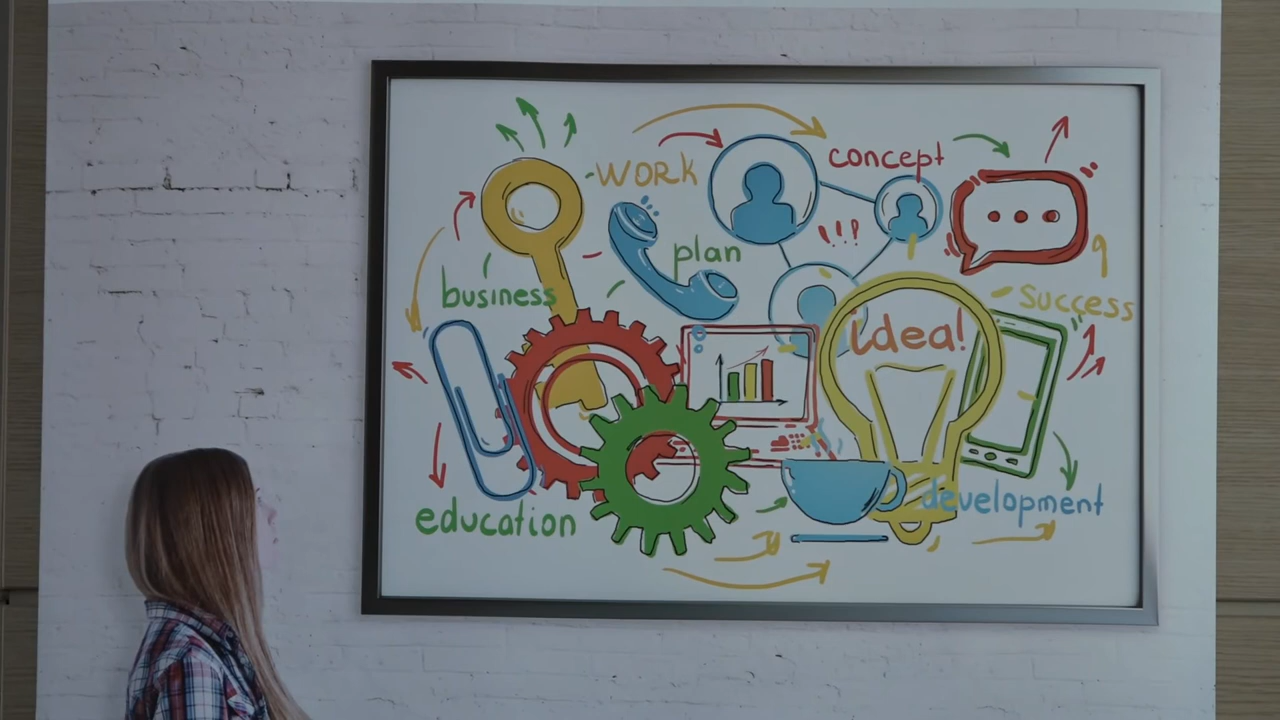 WORK
concept
plan
business
success
idea!
education
development